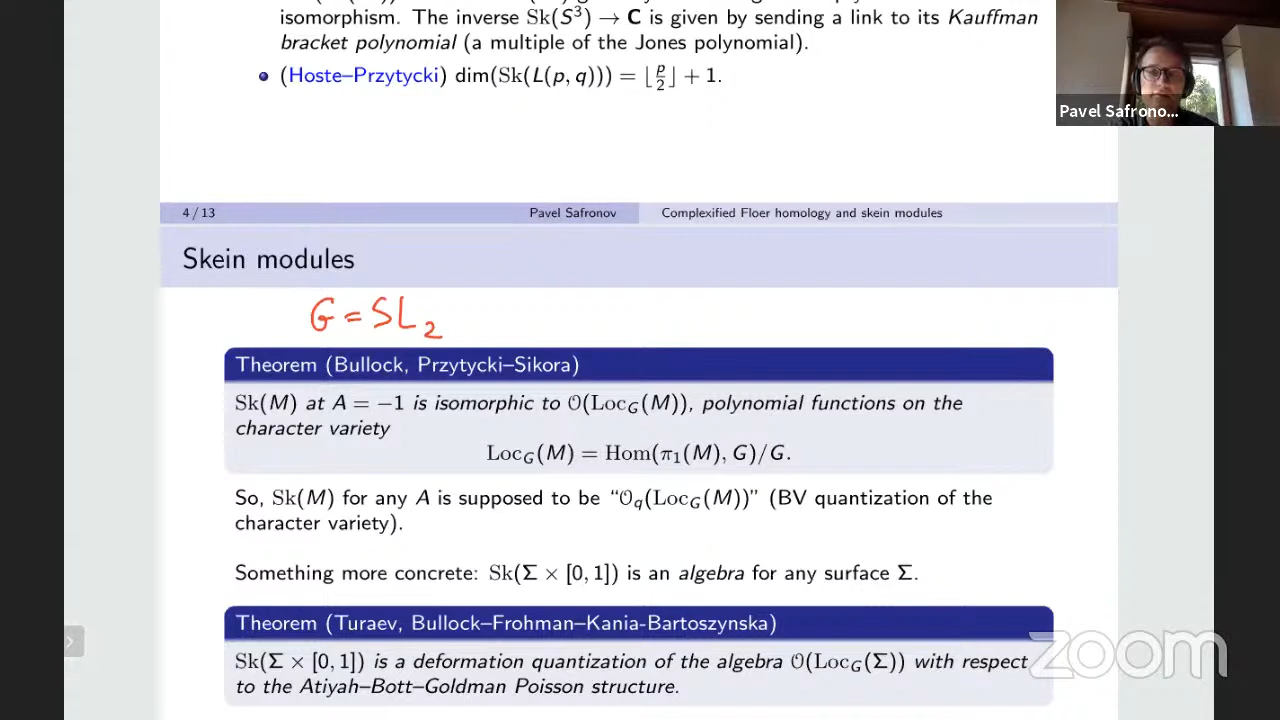 isomorphism. The inverse Sk(S³) → C is given by sending a link to its Kauffman
bracket polynomial (a multiple of the Jones polynomial).
(Hoste–Przytycki) dim(Sk(L(p, q))) = ⌊p/2⌋ + 1.
Pavel Safrono...
4 / 13 Pavel Safronov Complexified Floer homology and skein modules
Skein modules
G = SL₂
Theorem (Bullock, Przytycki–Sikora)
Sk(M) at A = −1 is isomorphic to O(Loc_G(M)), polynomial functions on the
character variety
Loc_G(M) = Hom(π₁(M), G)/G.
So, Sk(M) for any A is supposed to be “O_q(Loc_G(M))” (BV quantization of the
character variety).
Something more concrete: Sk(Σ × [0, 1]) is an algebra for any surface Σ.
Theorem (Turaev, Bullock–Frohman–Kania-Bartoszynska)
Sk(Σ × [0, 1]) is a deformation quantization of the algebra O(Loc_G(Σ)) with respect
to the Atiyah–Bott–Goldman Poisson structure.
zoom